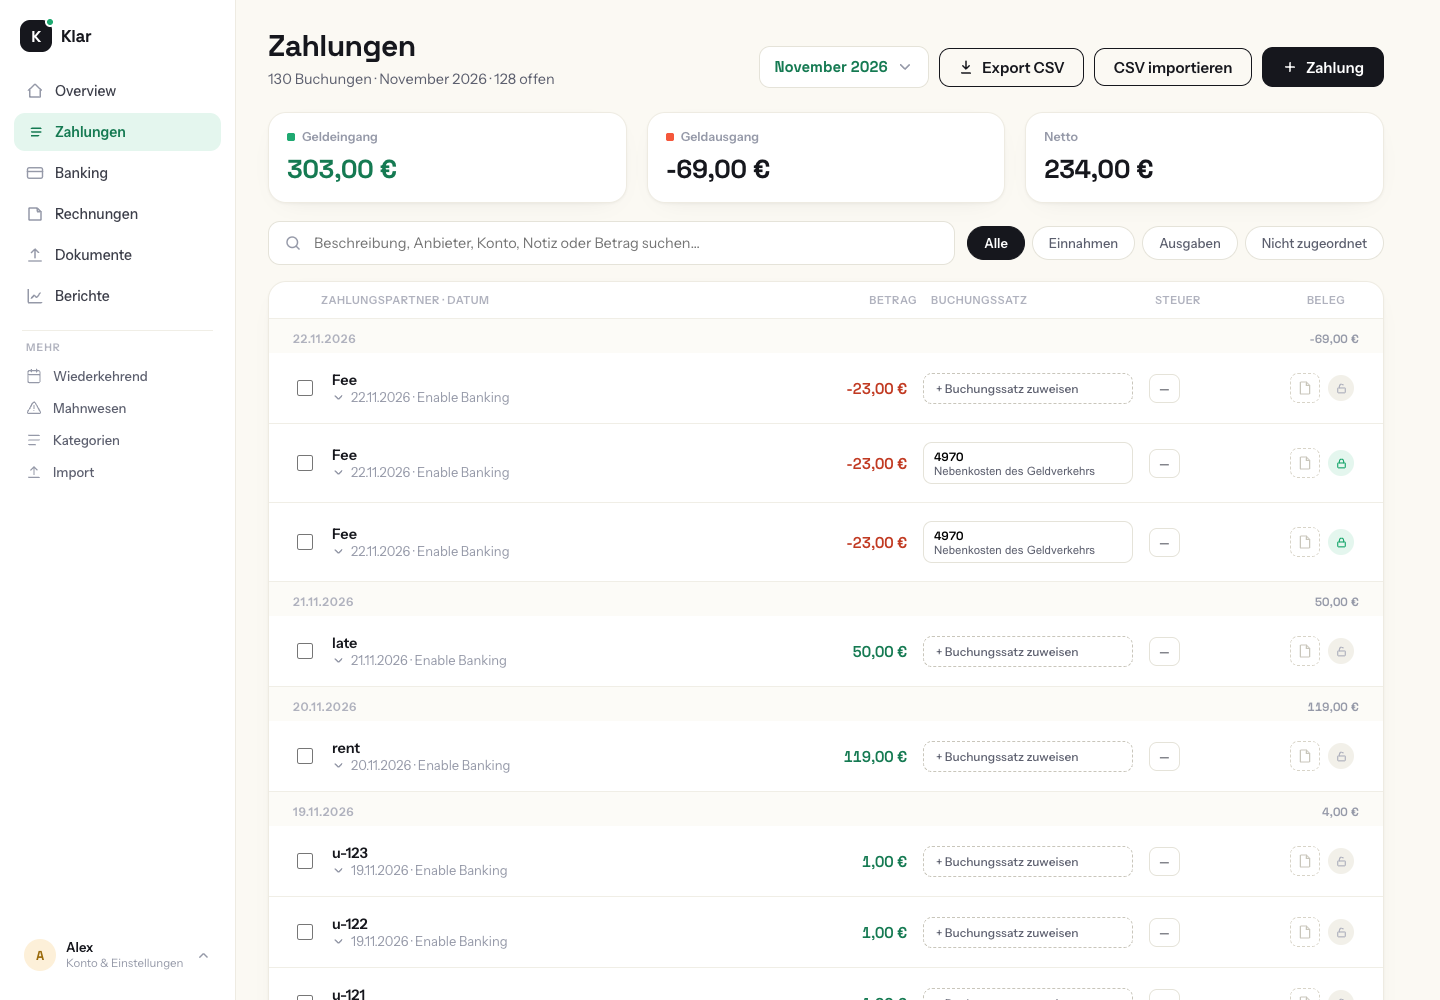 K Klar
Overview
Zahlungen
Banking
Rechnungen
Dokumente
Berichte
MEHR
Wiederkehrend
Mahnwesen
Kategorien
Import
A
Alex
Konto & Einstellungen
Zahlungen
130 Buchungen · November 2026 · 128 offen
November 2026
Export CSV
CSV importieren
+ Zahlung
Geldeingang
303,00 €
Geldausgang
-69,00 €
Netto
234,00 €
Beschreibung, Anbieter, Konto, Notiz oder Betrag suchen...
Alle
Einnahmen
Ausgaben
Nicht zugeordnet
ZAHLUNGSPARTNER · DATUM BETRAG BUCHUNGSSATZ STEUER BELEG
22.11.2026 -69,00 €
Fee
22.11.2026 · Enable Banking
-23,00 €
+ Buchungssatz zuweisen
–
Fee
22.11.2026 · Enable Banking
-23,00 €
4970
Nebenkosten des Geldverkehrs
–
Fee
22.11.2026 · Enable Banking
-23,00 €
4970
Nebenkosten des Geldverkehrs
–
21.11.2026 50,00 €
late
21.11.2026 · Enable Banking
50,00 €
+ Buchungssatz zuweisen
–
20.11.2026 119,00 €
rent
20.11.2026 · Enable Banking
119,00 €
+ Buchungssatz zuweisen
–
19.11.2026 4,00 €
u-123
19.11.2026 · Enable Banking
1,00 €
+ Buchungssatz zuweisen
–
u-122
19.11.2026 · Enable Banking
1,00 €
+ Buchungssatz zuweisen
–
u-121